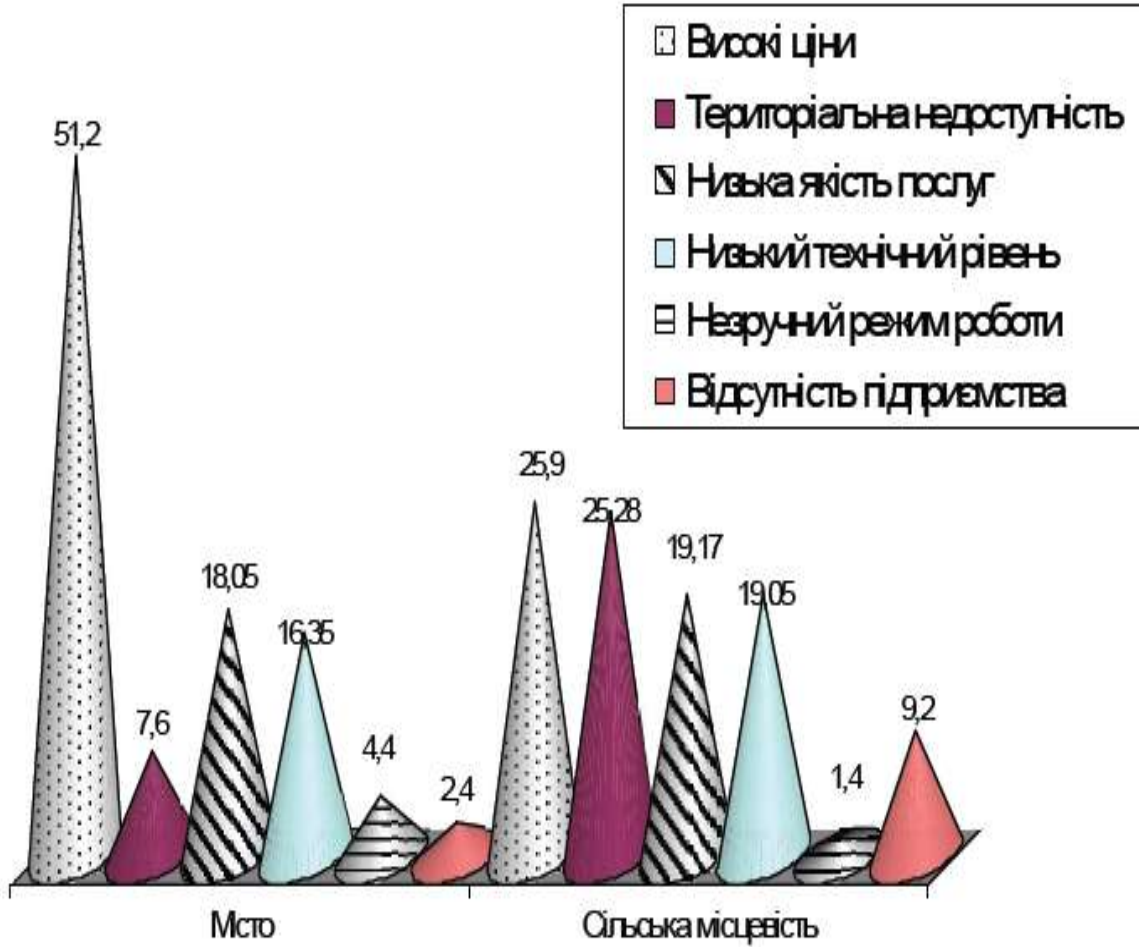 Високі ціни
Територіальна недоступність
Низька якість послуг
Низький технічний рівень
Незручний режим роботи
Відсутність підприємства
51,2
7,6
18,05
16,35
4,4
2,4
25,9
25,28
19,17
19,05
1,4
9,2
Місто
Сільська місцевість